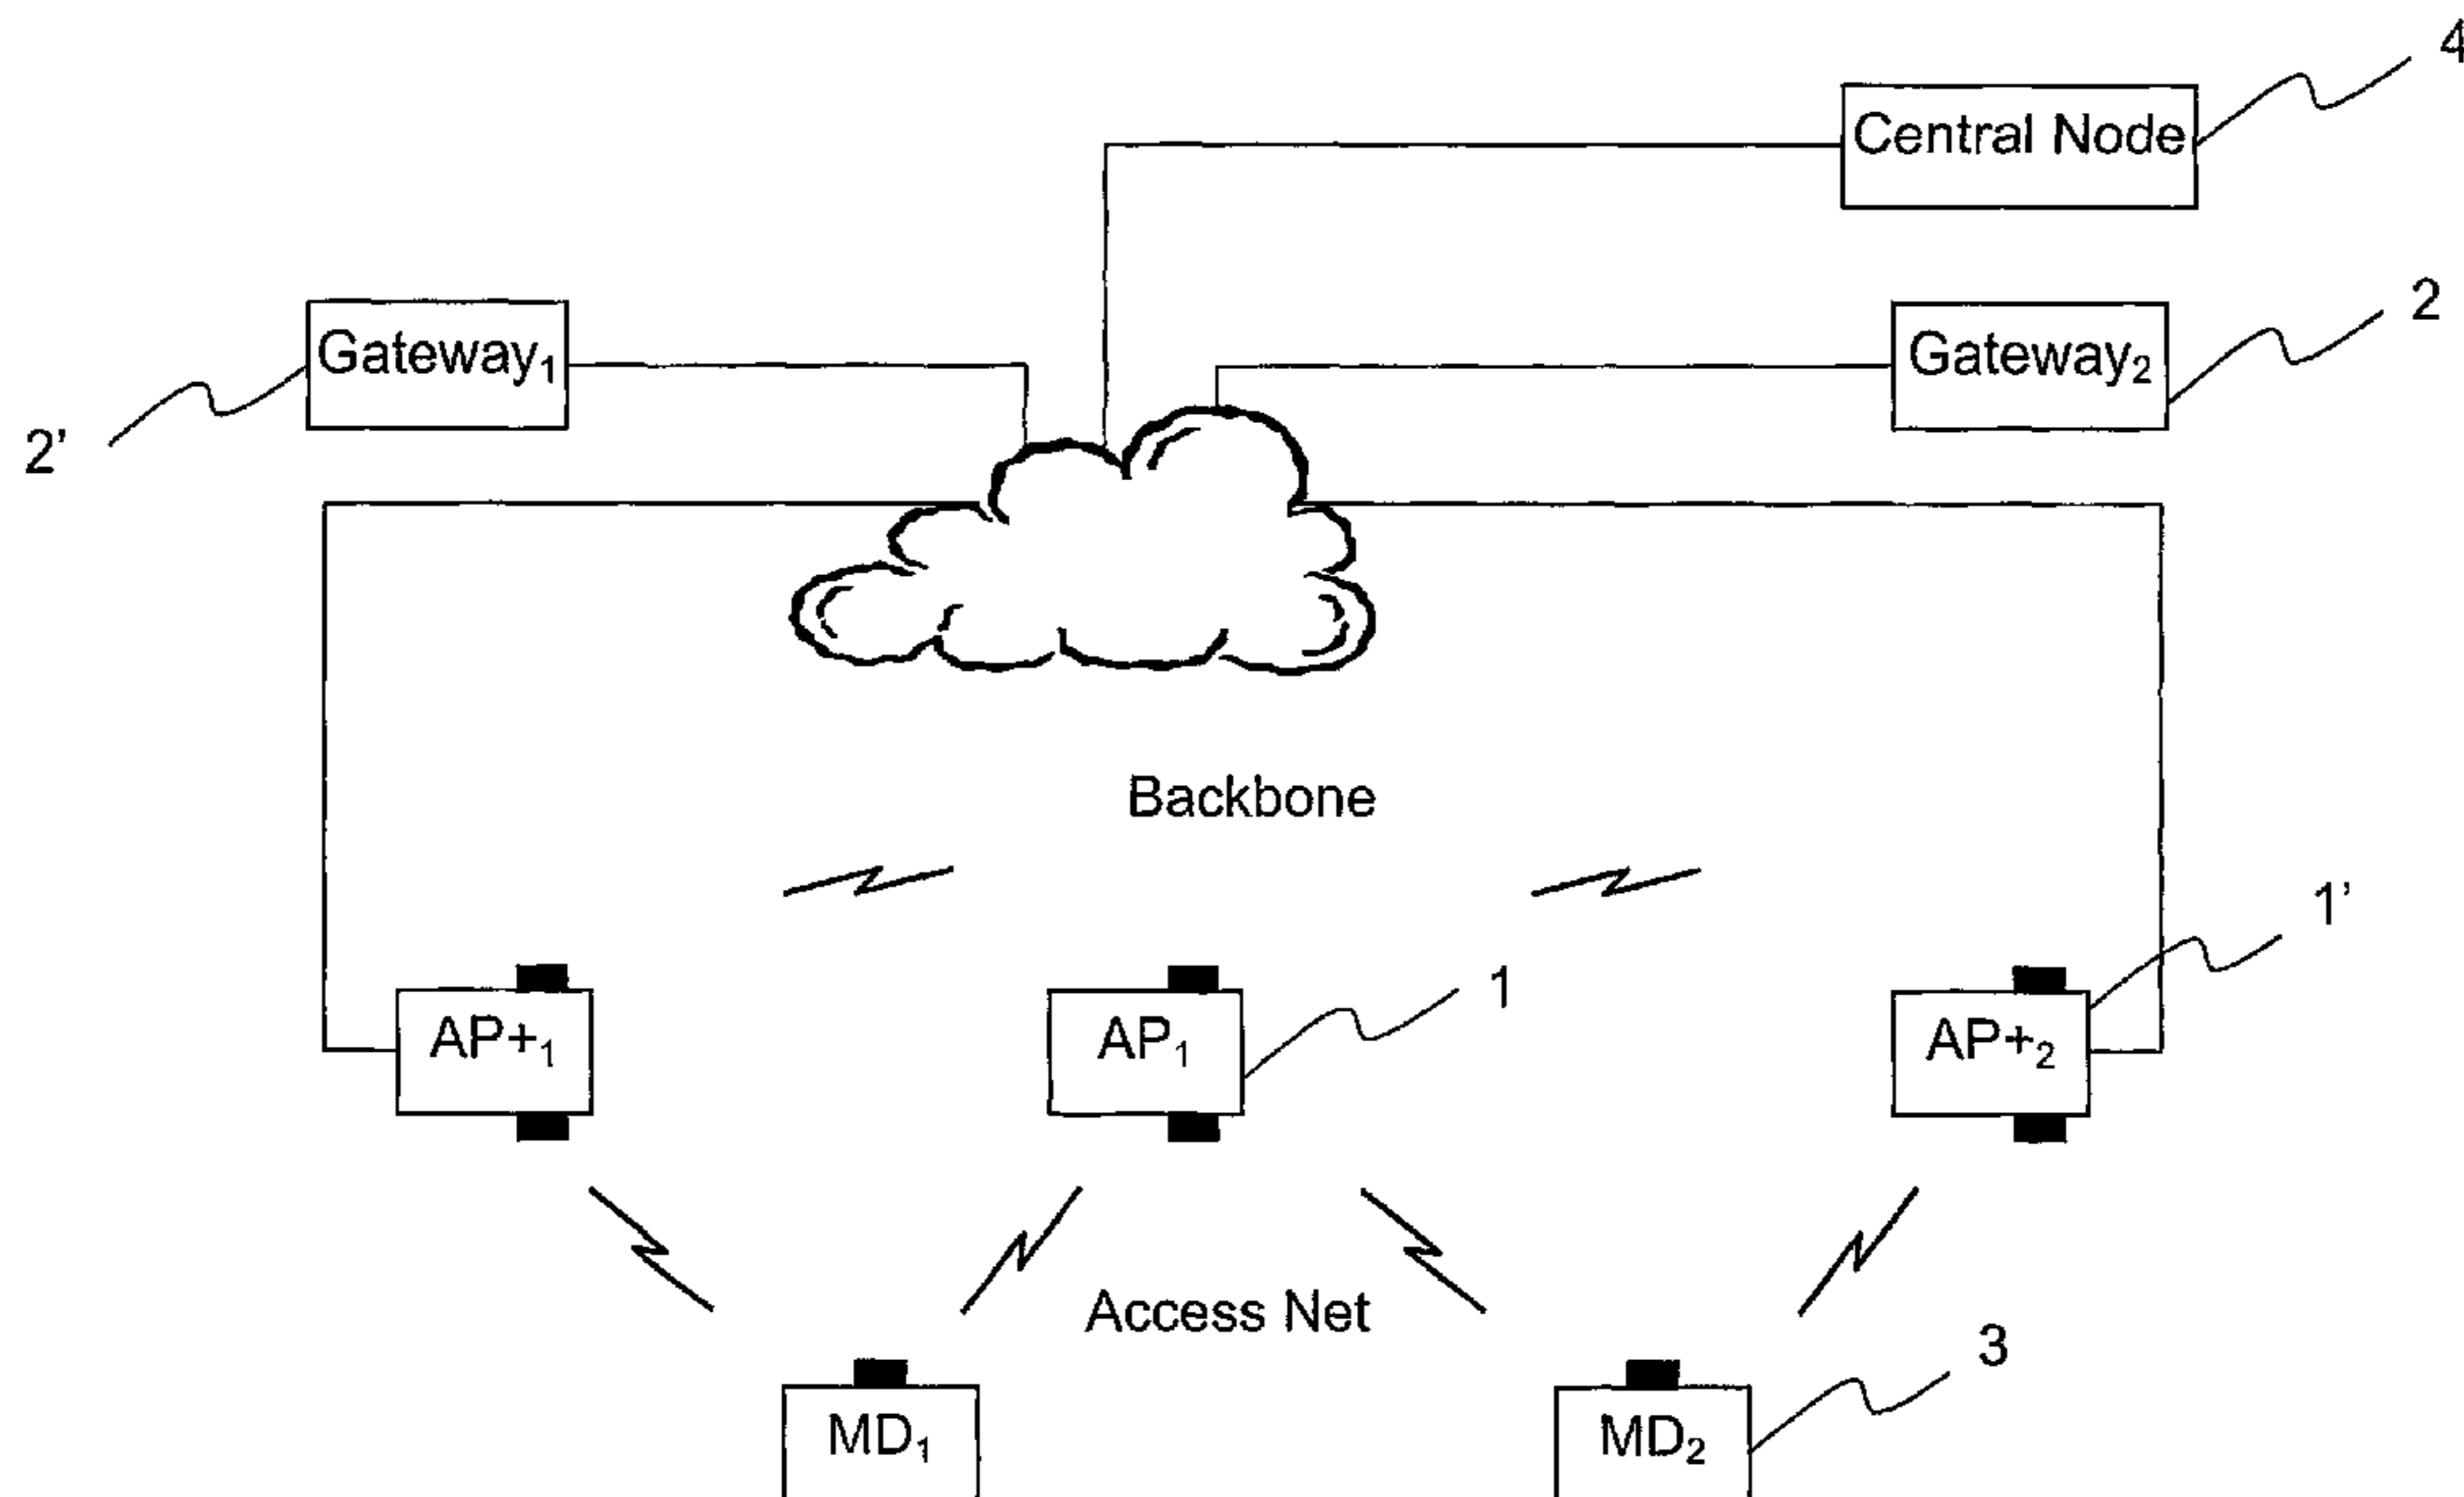 4
Central Node
2
Gateway₁
Gateway₂
2'
Backbone
1'
1
AP+₁
AP₁
AP+₂
Access Net
3
MD₁
MD₂